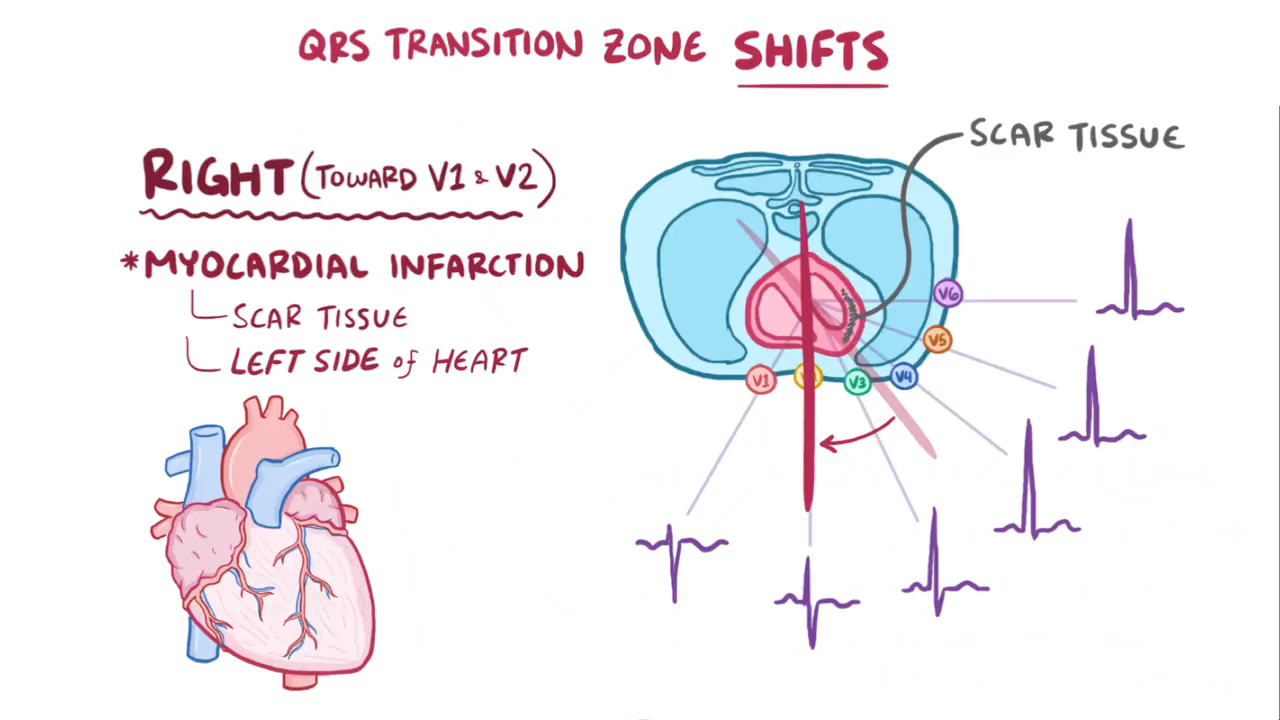 QRS TRANSITION ZONE SHIFTS
RIGHT (TOWARD V1 & V2)
* MYOCARDIAL INFARCTION
SCAR TISSUE
LEFT SIDE of HEART
SCAR TISSUE
V6
V5
V4
V3
V1